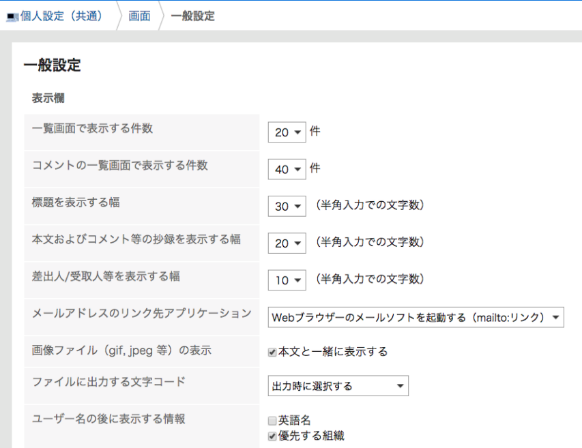 個人設定（共通） 画面 一般設定
一般設定
表示欄
一覧画面で表示する件数 20 件
コメントの一覧画面で表示する件数 40 件
標題を表示する幅 30 （半角入力での文字数）
本文およびコメント等の抄録を表示する幅 20 （半角入力での文字数）
差出人/受取人等を表示する幅 10 （半角入力での文字数）
メールアドレスのリンク先アプリケーション Webブラウザーのメールソフトを起動する（mailto:リンク）
画像ファイル（gif, jpeg 等）の表示 本文と一緒に表示する
ファイルに出力する文字コード 出力時に選択する
ユーザー名の後に表示する情報 英語名
優先する組織